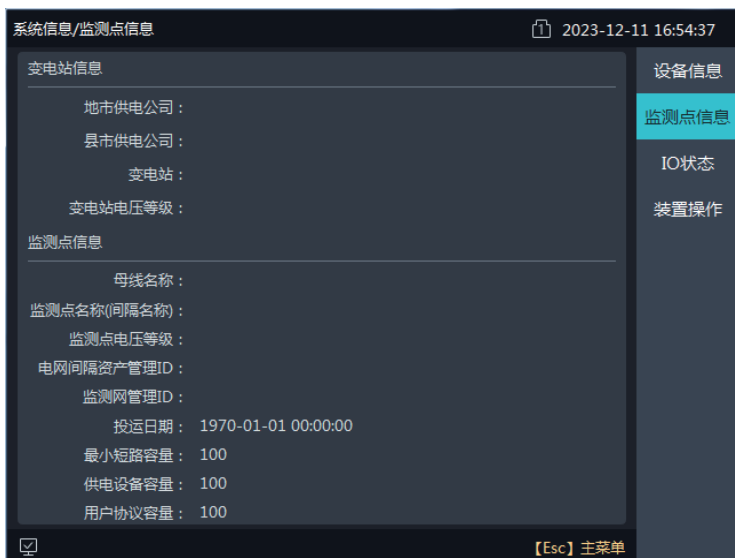 系统信息/监测点信息
1 2023-12-11 16:54:37
变电站信息
地市供电公司：
县市供电公司：
变电站：
变电站电压等级：
监测点信息
母线名称：
监测点名称(间隔名称)：
监测点电压等级：
电网间隔资产管理ID：
监测网管理ID：
投运日期： 1970-01-01 00:00:00
最小短路容量： 100
供电设备容量： 100
用户协议容量： 100
设备信息
监测点信息
IO状态
装置操作
【Esc】主菜单